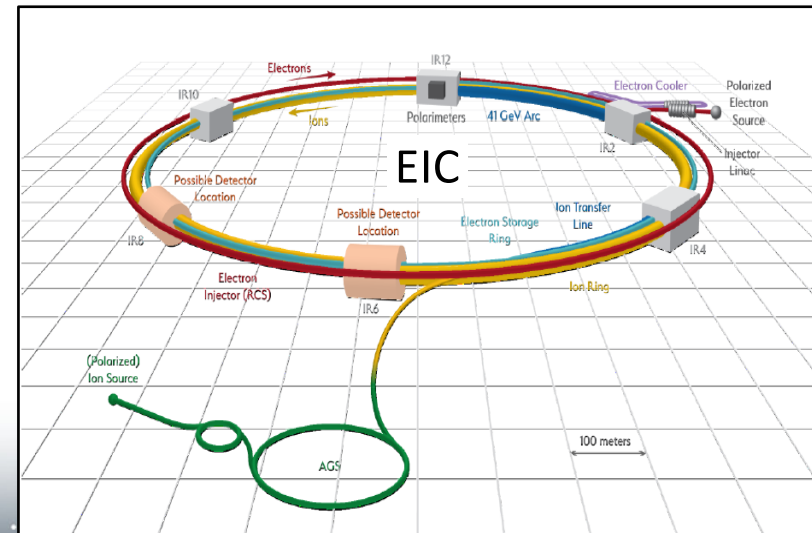 IR12
Electrons
Electron Cooler
Polarized
Electron
Source
IR10
Ions
Polarimeters
41 GeV Arc
IR2
Injector
Linac
EIC
Possible Detector
Location
Possible Detector
Location
Electron Storage
Ring
Ion Transfer
Line
IR8
IR4
Electron
Injector (RCS)
Ion Ring
IR6
(Polarized)
Ion Source
100 meters
AGS